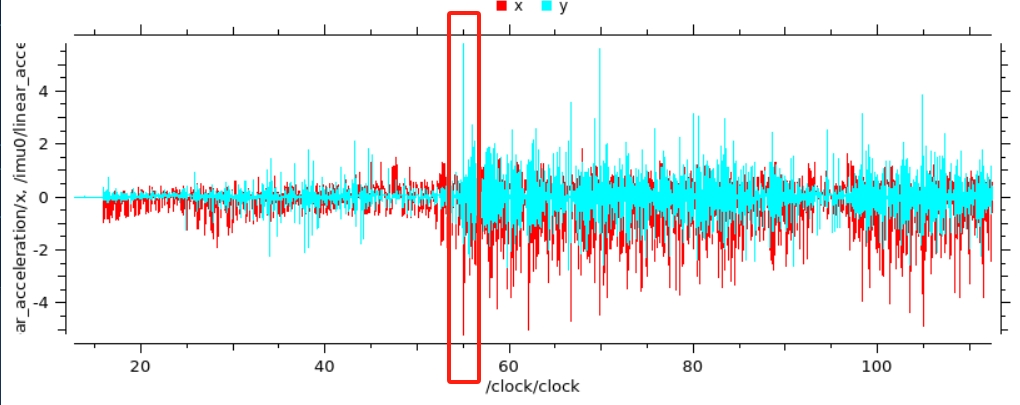 x y
ar_acceleration/x, /imu0/linear_acce
4
2
0
-2
-4
20 40 60 80 100
/clock/clock